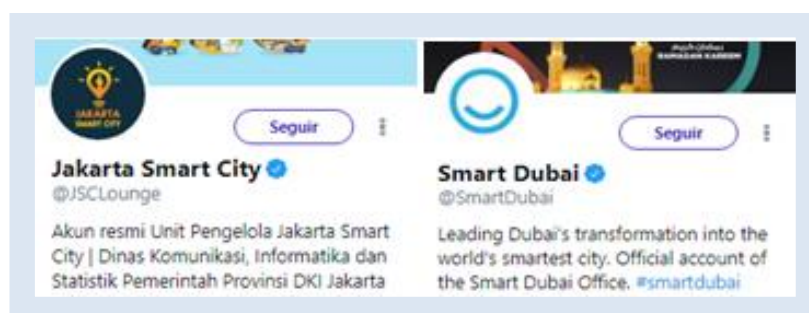 JAKARTA
SMART CITY
Seguir
Jakarta Smart City
@JSCLounge
Akun resmi Unit Pengelola Jakarta Smart
City | Dinas Komunikasi, Informatika dan
Statistik Pemerintah Provinsi DKI Jakarta
RAMADAN KAREEM
Seguir
Smart Dubai
@SmartDubai
Leading Dubai's transformation into the
world's smartest city. Official account of
the Smart Dubai Office. #smartdubai